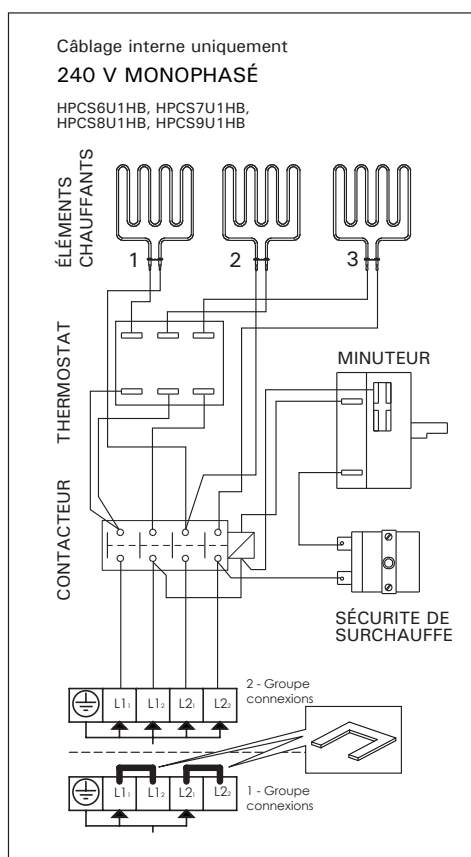 Câblage interne uniquement
240 V MONOPHASÉ
HPCS6U1HB, HPCS7U1HB,
HPCS8U1HB, HPCS9U1HB
ÉLÉMENTS
CHAUFFANTS
1
2
3
THERMOSTAT
MINUTEUR
CONTACTEUR
SÉCURITE DE
SURCHAUFFE
L1₁ L1₂ L2₁ L2₂
2 - Groupe
connexions
L1₁ L1₂ L2₁ L2₂
1 - Groupe
connexions